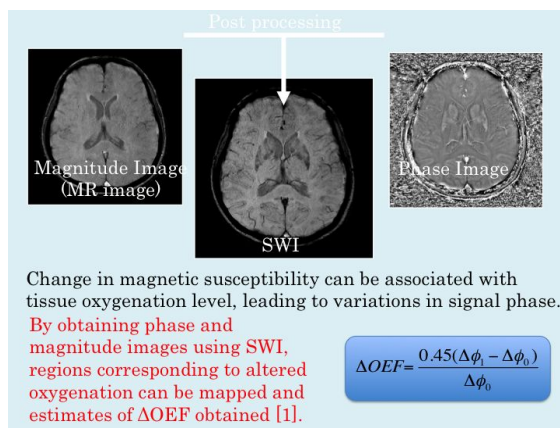 Post processing
Magnitude Image
(MR image)
Phase Image
SWI
Change in magnetic susceptibility can be associated with
tissue oxygenation level, leading to variations in signal phase.
By obtaining phase and
magnitude images using SWI,
regions corresponding to altered
oxygenation can be mapped and
estimates of ΔOEF obtained [1].
ΔOEF= 0.45(Δϕ₁ − Δϕ₀) / Δϕ₀